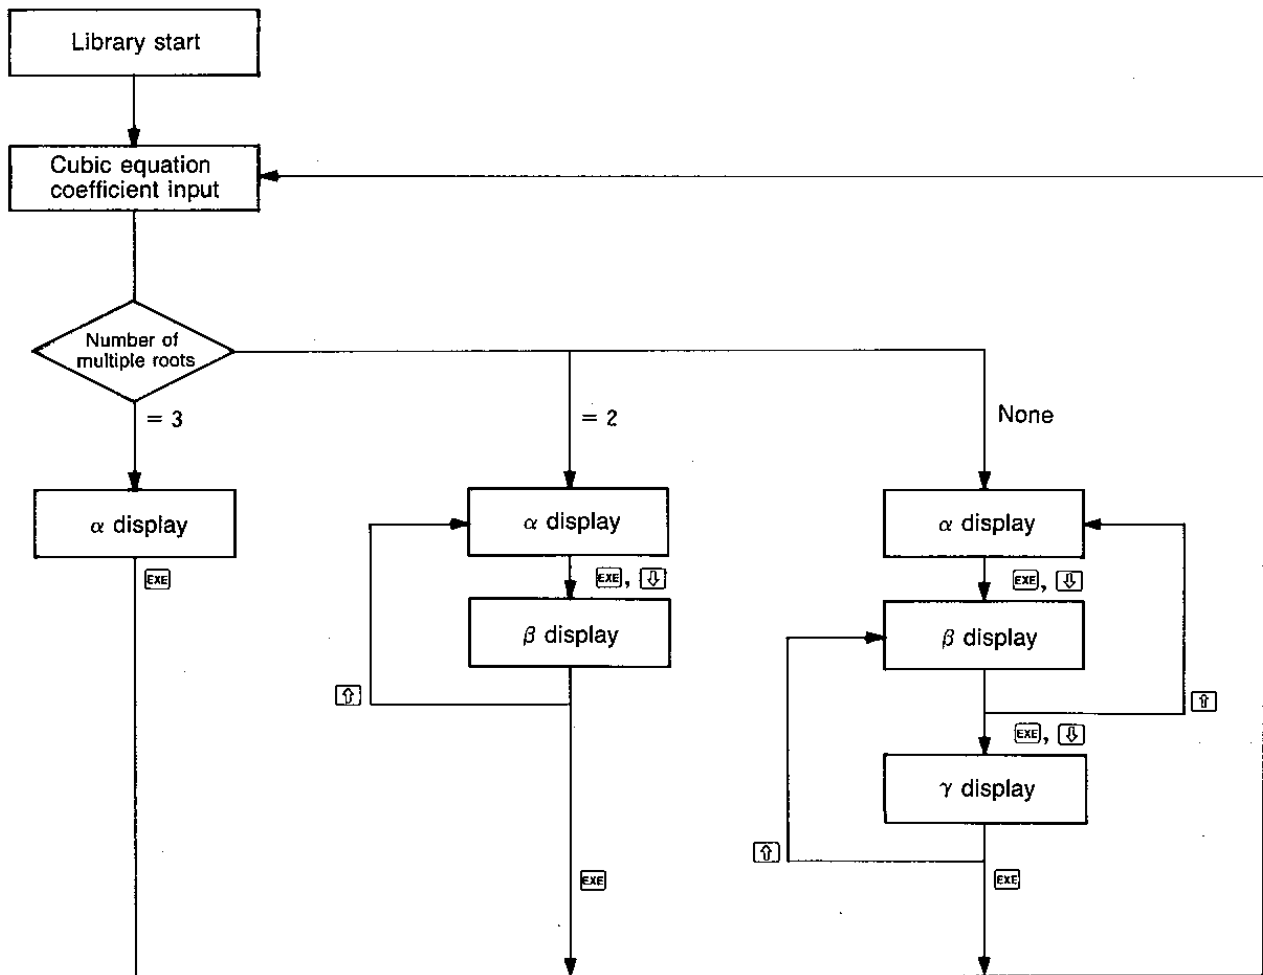 Library start
Cubic equation
coefficient input
Number of
multiple roots
= 3
= 2
None
α display
α display
α display
EXE
EXE, ⇩
EXE, ⇩
β display
β display
⇧
⇧
EXE, ⇩
γ display
⇧
EXE
EXE